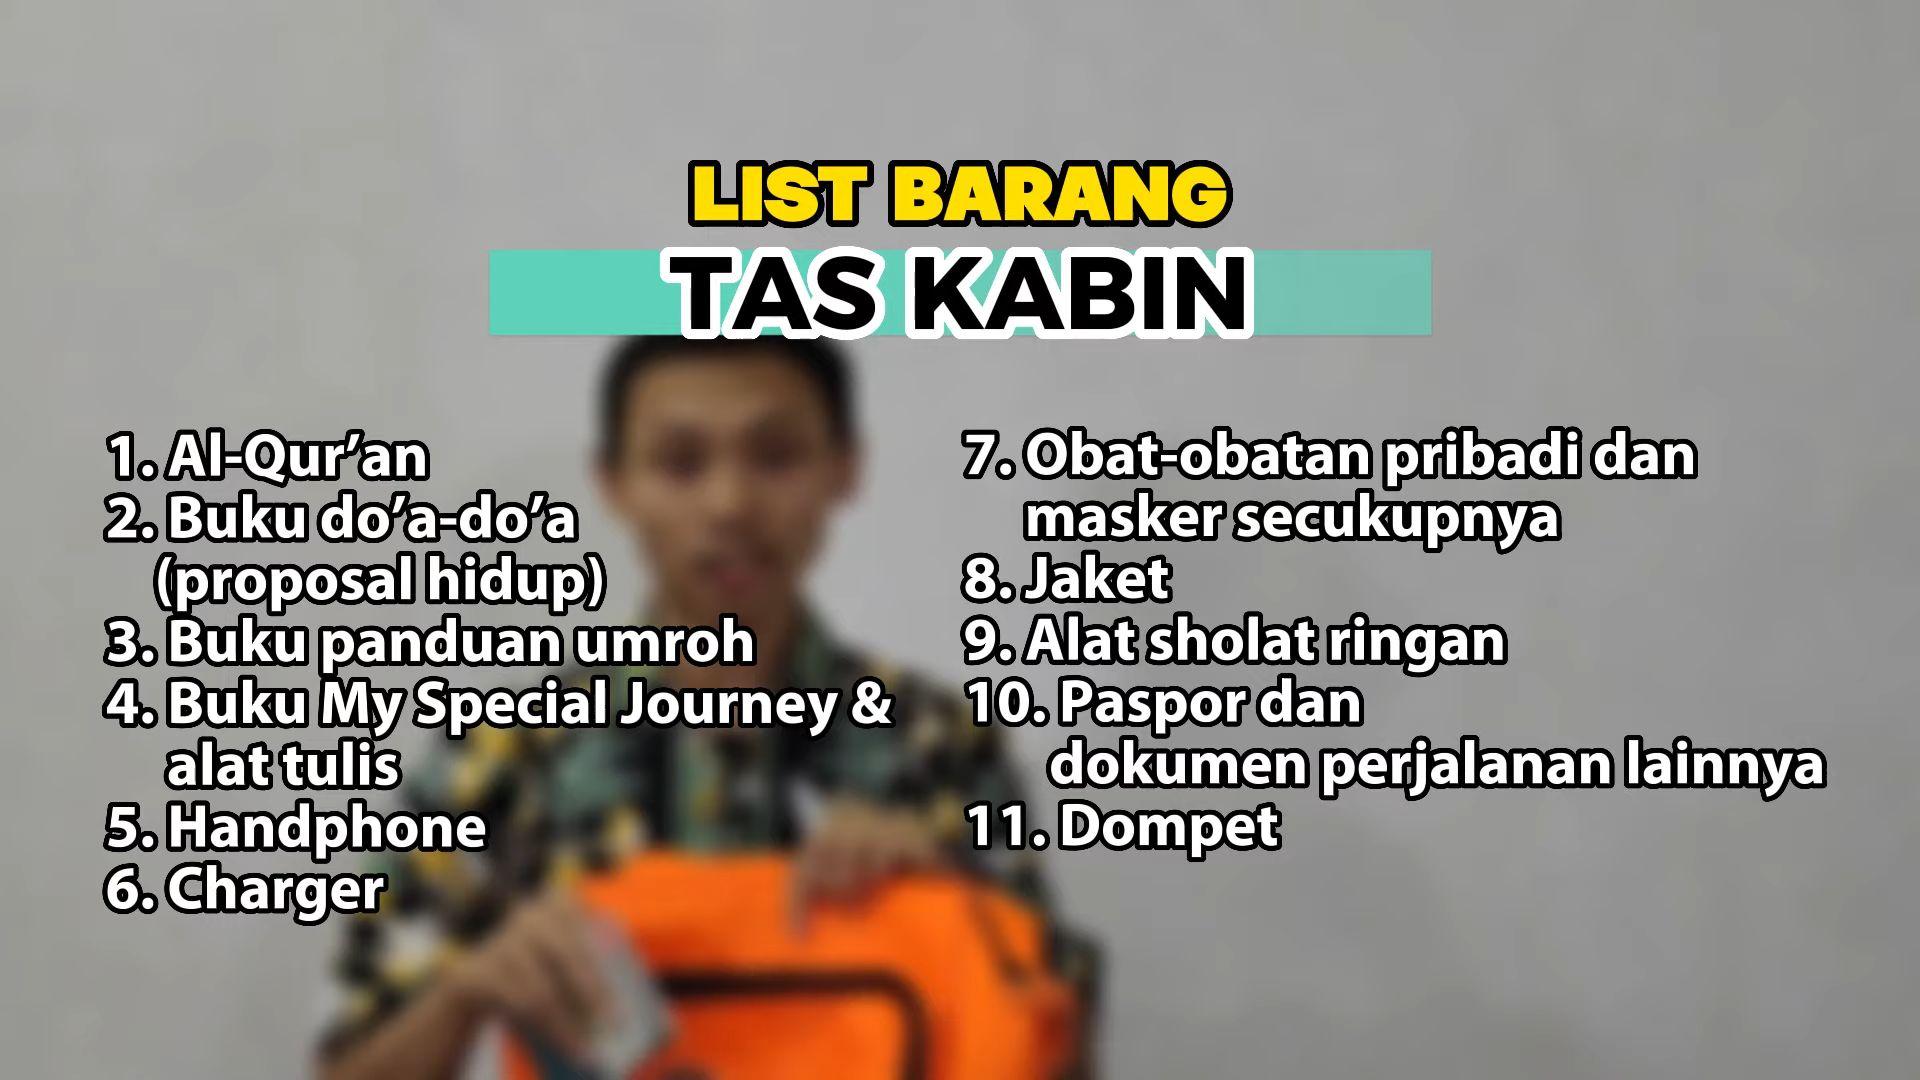 LIST BARANG
TAS KABIN
1. Al-Qur’an
2. Buku do’a-do’a
(proposal hidup)
3. Buku panduan umroh
4. Buku My Special Journey &
alat tulis
5. Handphone
6. Charger
7. Obat-obatan pribadi dan
masker secukupnya
8. Jaket
9. Alat sholat ringan
10. Paspor dan
dokumen perjalanan lainnya
11. Dompet